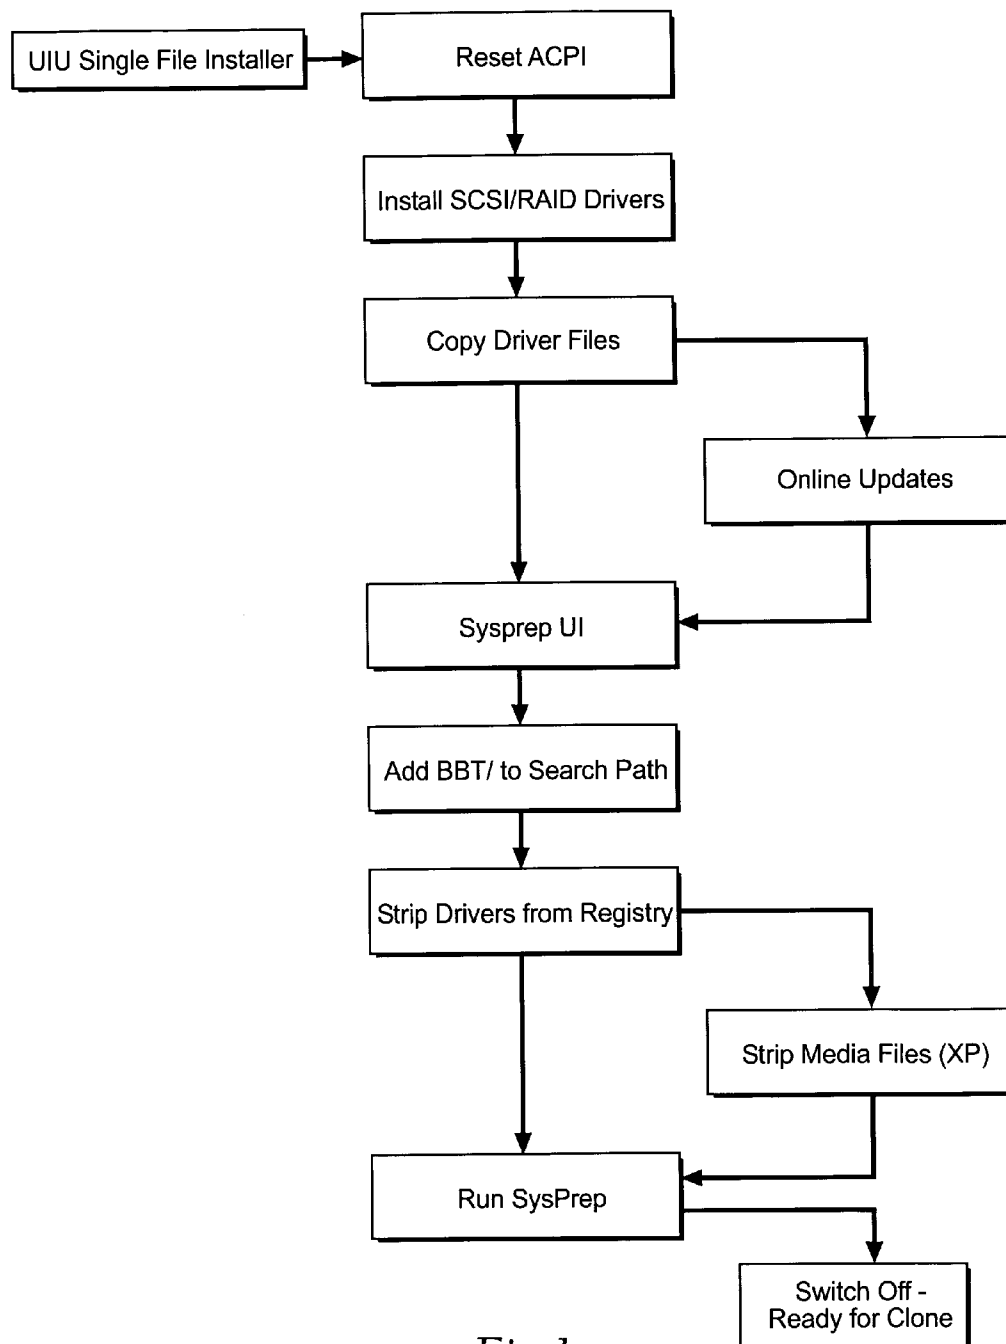 UIU Single File Installer
Reset ACPI
Install SCSI/RAID Drivers
Copy Driver Files
Online Updates
Sysprep UI
Add BBT/ to Search Path
Strip Drivers from Registry
Strip Media Files (XP)
Run SysPrep
Switch Off -
Ready for Clone